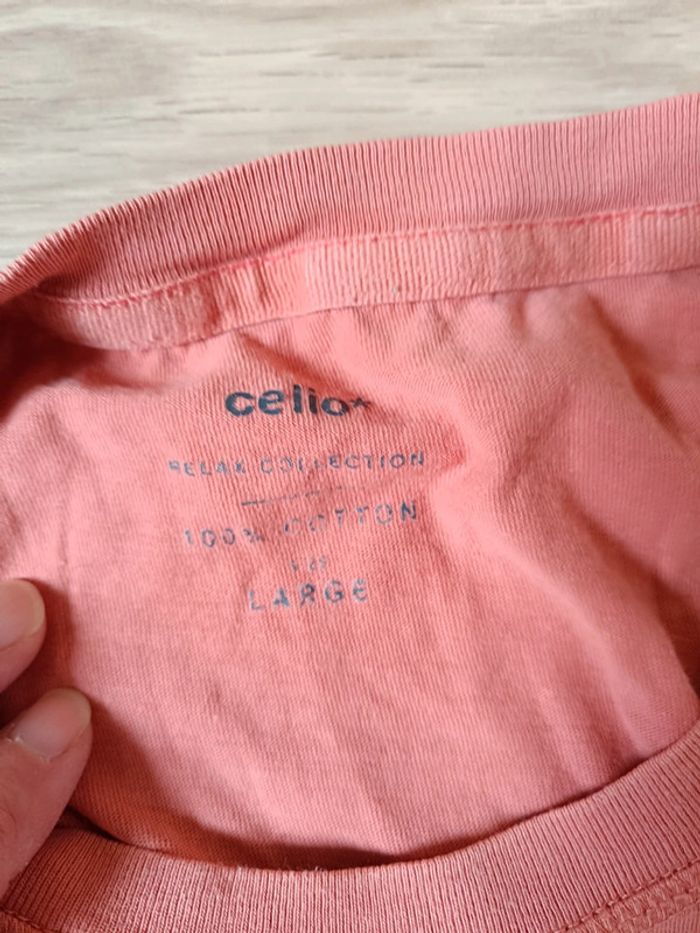 celio*
RELAX COLLECTION
100% COTTON
LARGE